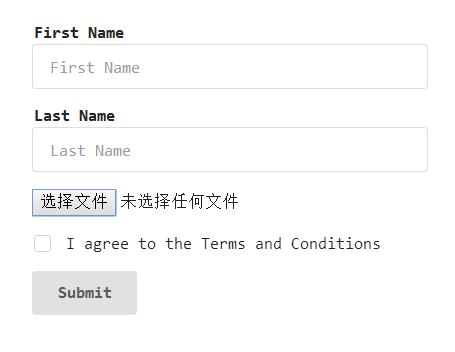 First Name
First Name
Last Name
Last Name
选择文件 未选择任何文件
I agree to the Terms and Conditions
Submit